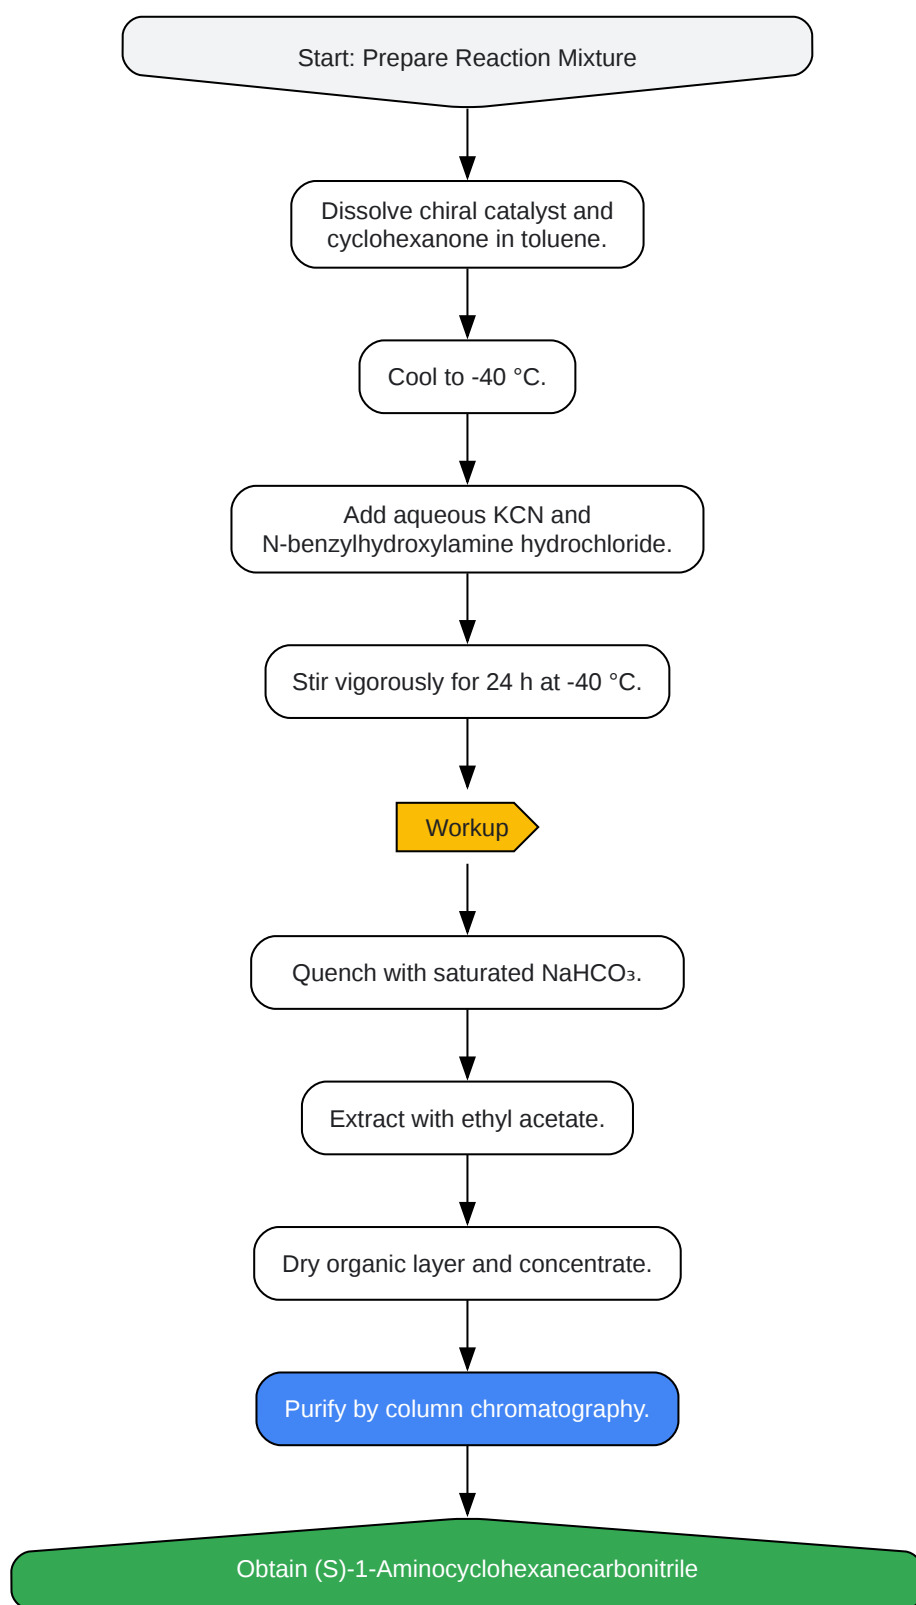 Start: Prepare Reaction Mixture
Dissolve chiral catalyst and
cyclohexanone in toluene.
Cool to -40 °C.
Add aqueous KCN and
N-benzylhydroxylamine hydrochloride.
Stir vigorously for 24 h at -40 °C.
Workup
Quench with saturated NaHCO₃.
Extract with ethyl acetate.
Dry organic layer and concentrate.
Purify by column chromatography.
Obtain (S)-1-Aminocyclohexanecarbonitrile